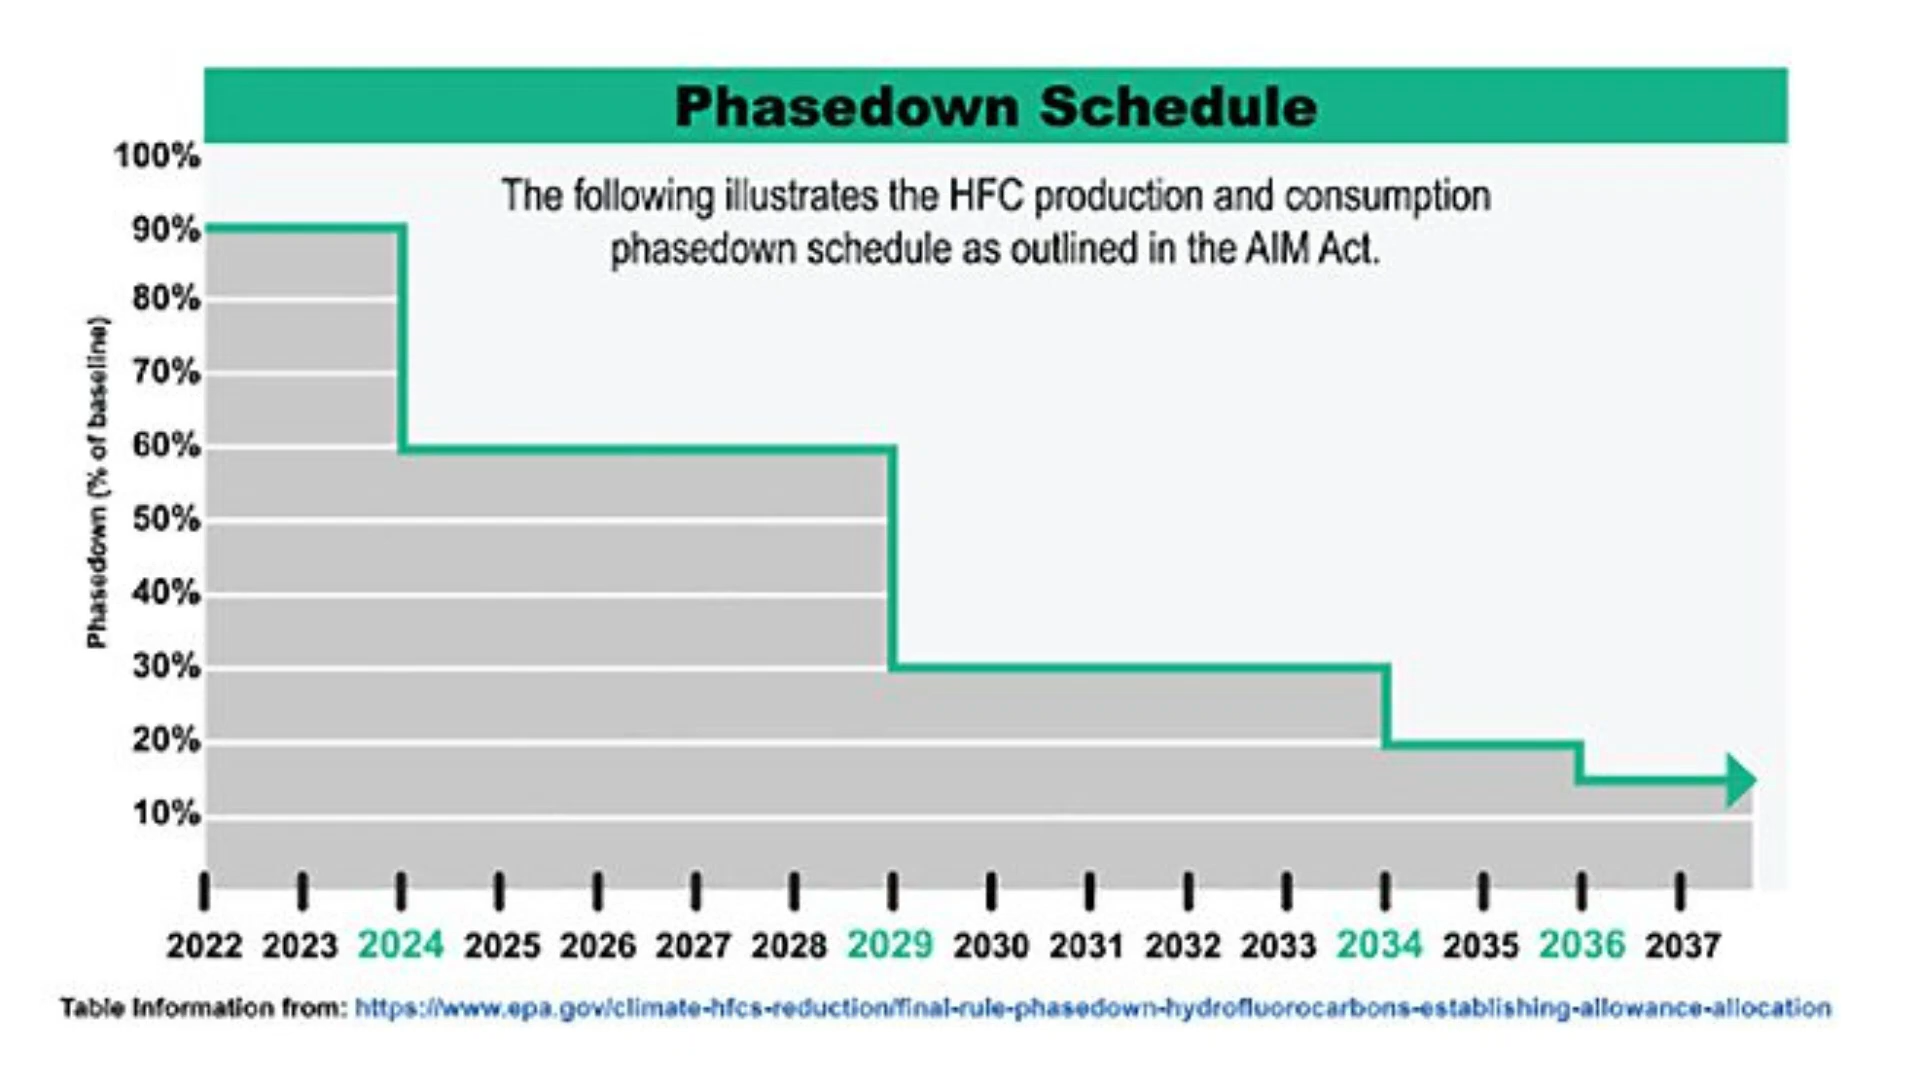 Phasedown Schedule
The following illustrates the HFC production and consumption
phasedown schedule as outlined in the AIM Act.
Phasedown (% of baseline)
100%
90%
80%
70%
60%
50%
40%
30%
20%
10%
2022 2023 2024 2025 2026 2027 2028 2029 2030 2031 2032 2033 2034 2035 2036 2037
Table Information from: https://www.epa.gov/climate-hfcs-reduction/final-rule-phasedown-hydrofluorocarbons-establishing-allowance-allocation